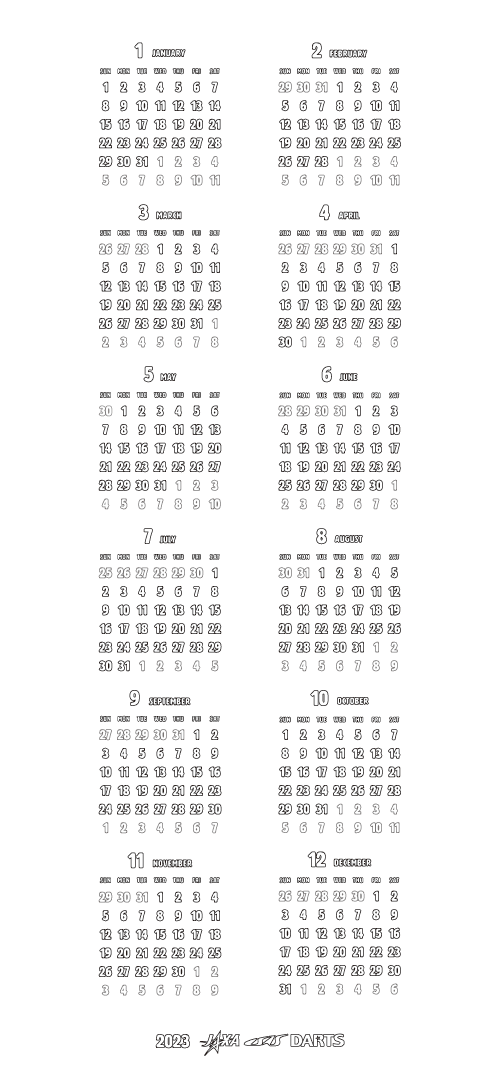 1 JANUARY
SUN MON TUE WED THU FRI SAT
1 2 3 4 5 6 7
8 9 10 11 12 13 14
15 16 17 18 19 20 21
22 23 24 25 26 27 28
29 30 31 1 2 3 4
5 6 7 8 9 10 11
2 FEBRUARY
SUN MON TUE WED THU FRI SAT
29 30 31 1 2 3 4
5 6 7 8 9 10 11
12 13 14 15 16 17 18
19 20 21 22 23 24 25
26 27 28 1 2 3 4
5 6 7 8 9 10 11
3 MARCH
SUN MON TUE WED THU FRI SAT
26 27 28 1 2 3 4
5 6 7 8 9 10 11
12 13 14 15 16 17 18
19 20 21 22 23 24 25
26 27 28 29 30 31 1
2 3 4 5 6 7 8
4 APRIL
SUN MON TUE WED THU FRI SAT
26 27 28 29 30 31 1
2 3 4 5 6 7 8
9 10 11 12 13 14 15
16 17 18 19 20 21 22
23 24 25 26 27 28 29
30 1 2 3 4 5 6
5 MAY
SUN MON TUE WED THU FRI SAT
30 1 2 3 4 5 6
7 8 9 10 11 12 13
14 15 16 17 18 19 20
21 22 23 24 25 26 27
28 29 30 31 1 2 3
4 5 6 7 8 9 10
6 JUNE
SUN MON TUE WED THU FRI SAT
28 29 30 31 1 2 3
4 5 6 7 8 9 10
11 12 13 14 15 16 17
18 19 20 21 22 23 24
25 26 27 28 29 30 1
2 3 4 5 6 7 8
7 JULY
SUN MON TUE WED THU FRI SAT
25 26 27 28 29 30 1
2 3 4 5 6 7 8
9 10 11 12 13 14 15
16 17 18 19 20 21 22
23 24 25 26 27 28 29
30 31 1 2 3 4 5
8 AUGUST
SUN MON TUE WED THU FRI SAT
30 31 1 2 3 4 5
6 7 8 9 10 11 12
13 14 15 16 17 18 19
20 21 22 23 24 25 26
27 28 29 30 31 1 2
3 4 5 6 7 8 9
9 SEPTEMBER
SUN MON TUE WED THU FRI SAT
27 28 29 30 31 1 2
3 4 5 6 7 8 9
10 11 12 13 14 15 16
17 18 19 20 21 22 23
24 25 26 27 28 29 30
1 2 3 4 5 6 7
10 OKTOBER
SUN MON TUE WED THU FRI SAT
1 2 3 4 5 6 7
8 9 10 11 12 13 14
15 16 17 18 19 20 21
22 23 24 25 26 27 28
29 30 31 1 2 3 4
5 6 7 8 9 10 11
11 NOVEMBER
SUN MON TUE WED THU FRI SAT
29 30 31 1 2 3 4
5 6 7 8 9 10 11
12 13 14 15 16 17 18
19 20 21 22 23 24 25
26 27 28 29 30 1 2
3 4 5 6 7 8 9
12 DECEMBER
SUN MON TUE WED THU FRI SAT
26 27 28 29 30 1 2
3 4 5 6 7 8 9
10 11 12 13 14 15 16
17 18 19 20 21 22 23
24 25 26 27 28 29 30
31 1 2 3 4 5 6
2023 DARTS